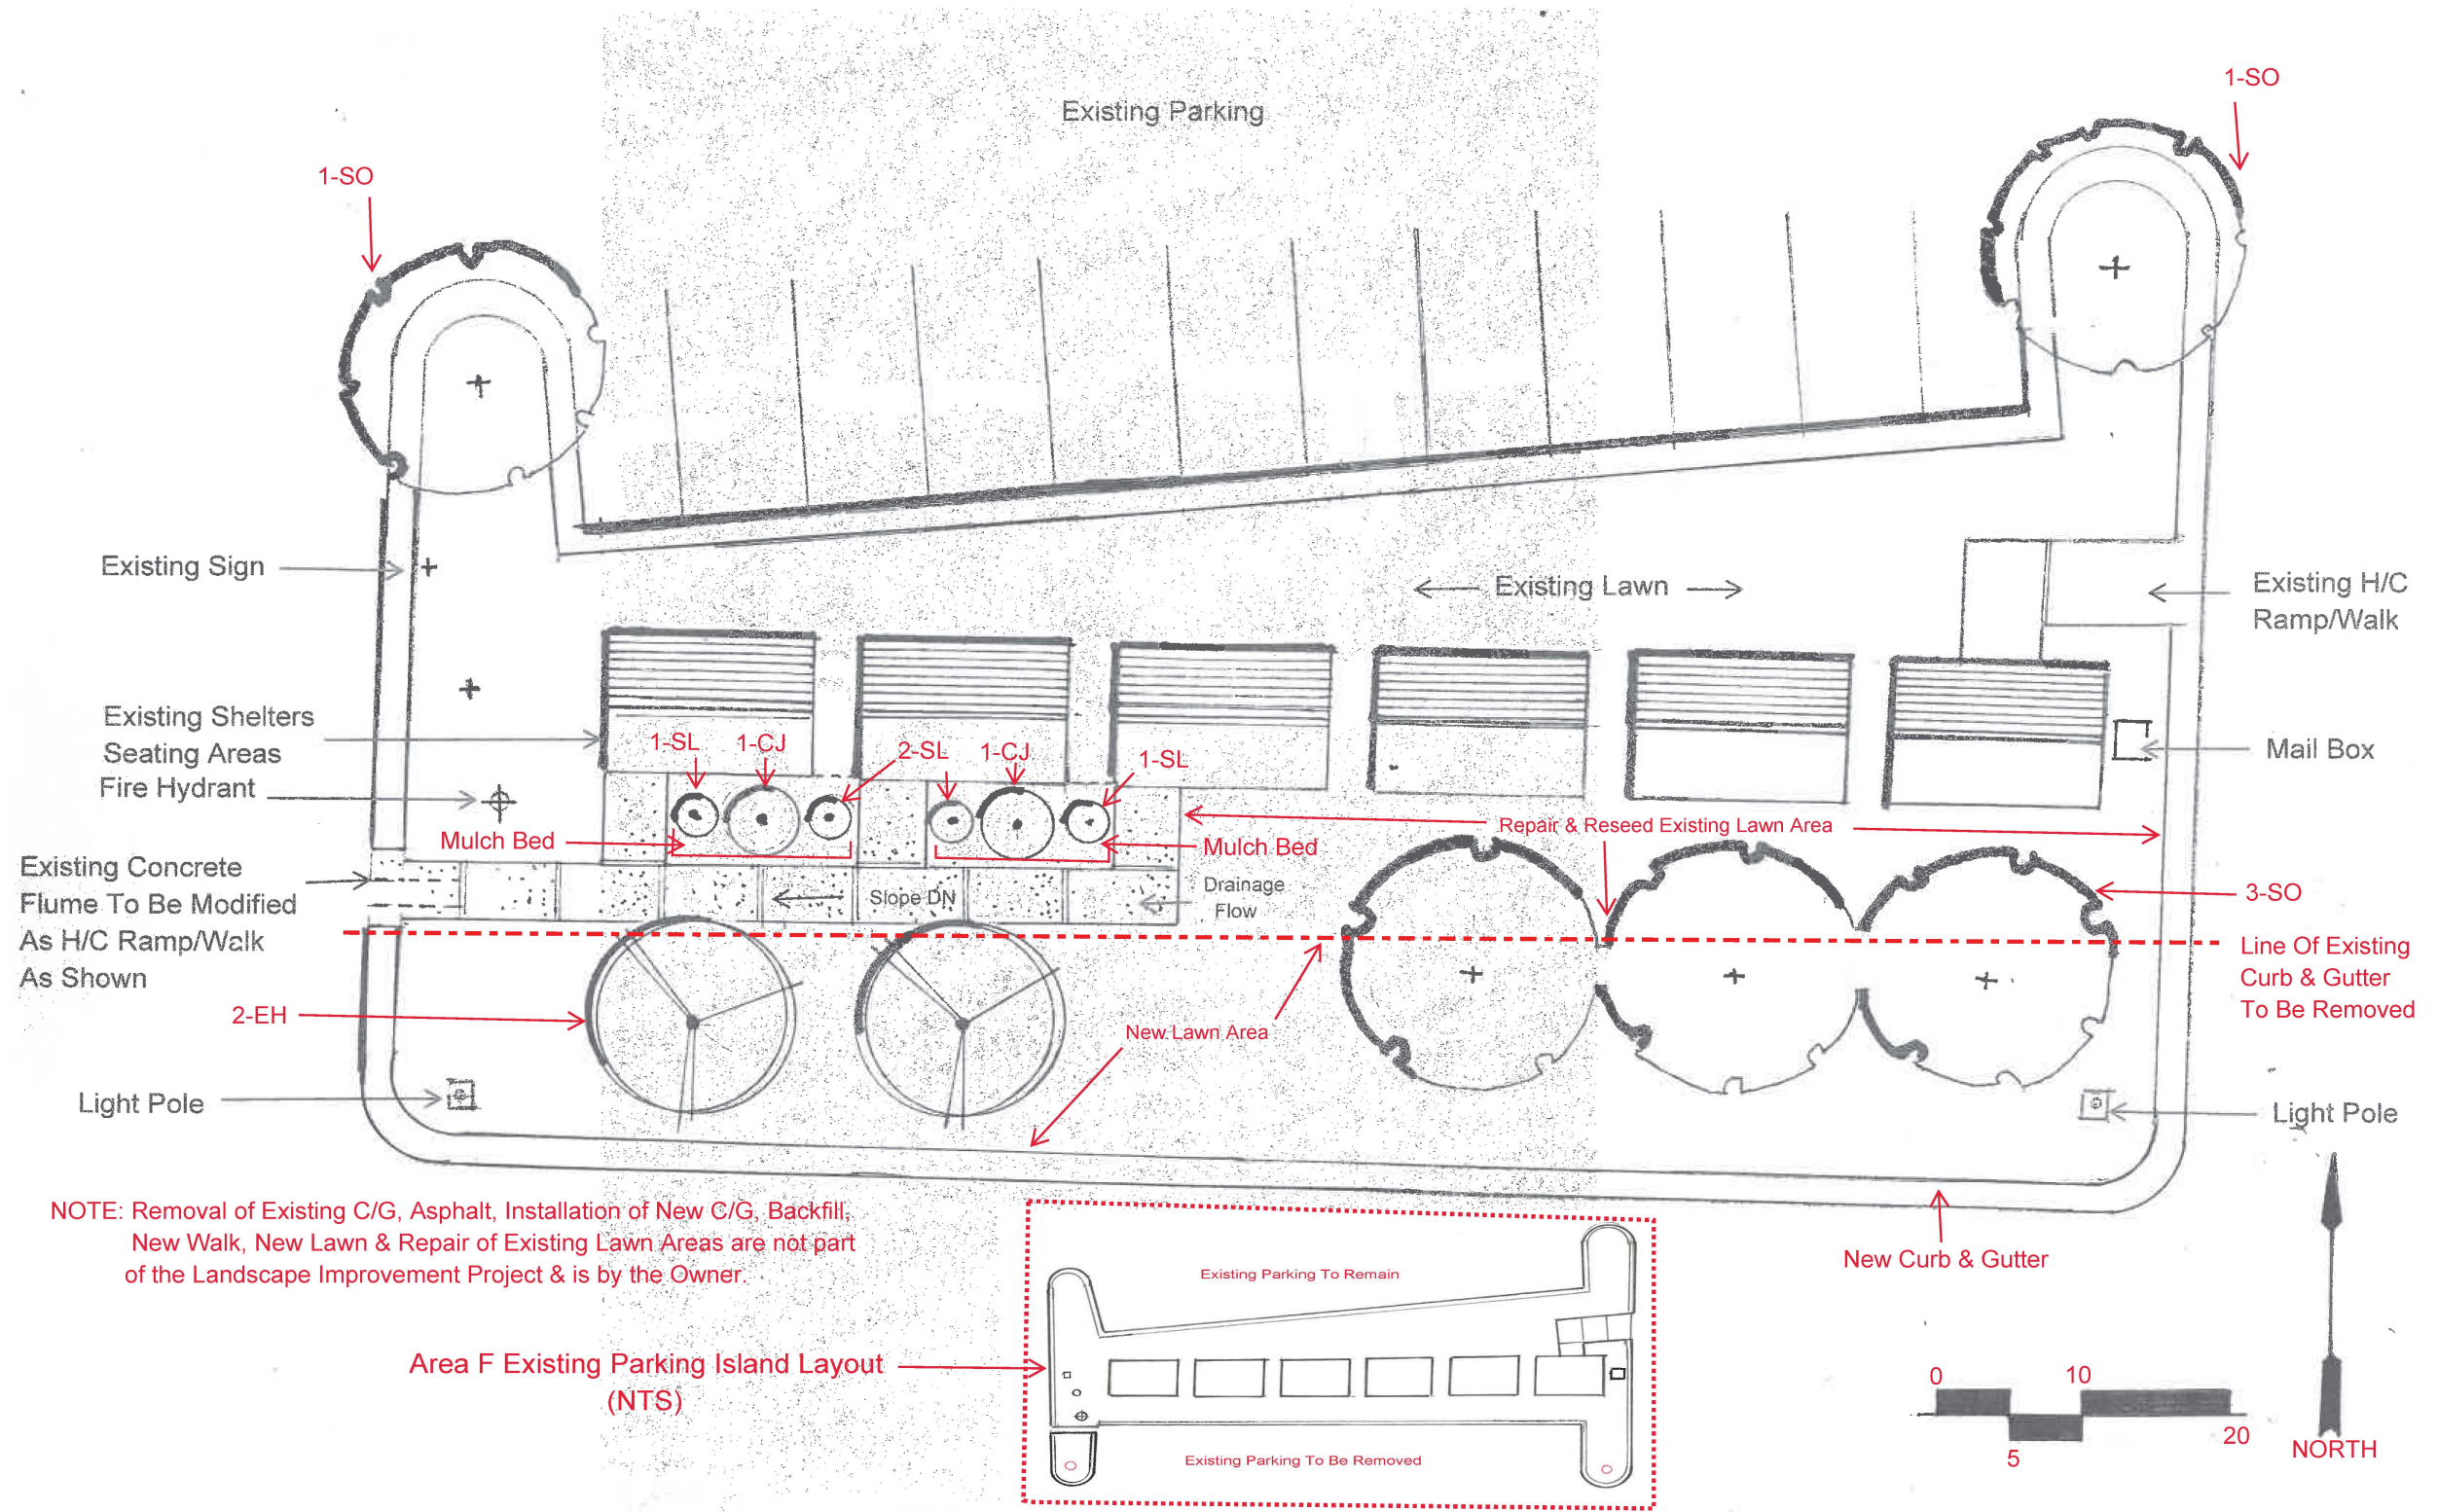 1-SO
Existing Parking
1-SO
Existing Sign
Existing Lawn
Existing H/C
Ramp/Walk
Existing Shelters
Seating Areas
Fire Hydrant
1-SL
1-CJ
2-SL
1-CJ
1-SL
Mail Box
Mulch Bed
Mulch Bed
Repair & Reseed Existing Lawn Area
Existing Concrete
Flume To Be Modified
As H/C Ramp/Walk
As Shown
Slope DN
Drainage
Flow
3-SO
Line Of Existing
Curb & Gutter
To Be Removed
2-EH
New Lawn Area
Light Pole
Light Pole
NOTE: Removal of Existing C/G, Asphalt, Installation of New C/G, Backfill,
New Walk, New Lawn & Repair of Existing Lawn Areas are not part
of the Landscape Improvement Project & is by the Owner.
New Curb & Gutter
Existing Parking To Remain
Area F Existing Parking Island Layout
(NTS)
Existing Parking To Be Removed
0
10
5
20
NORTH